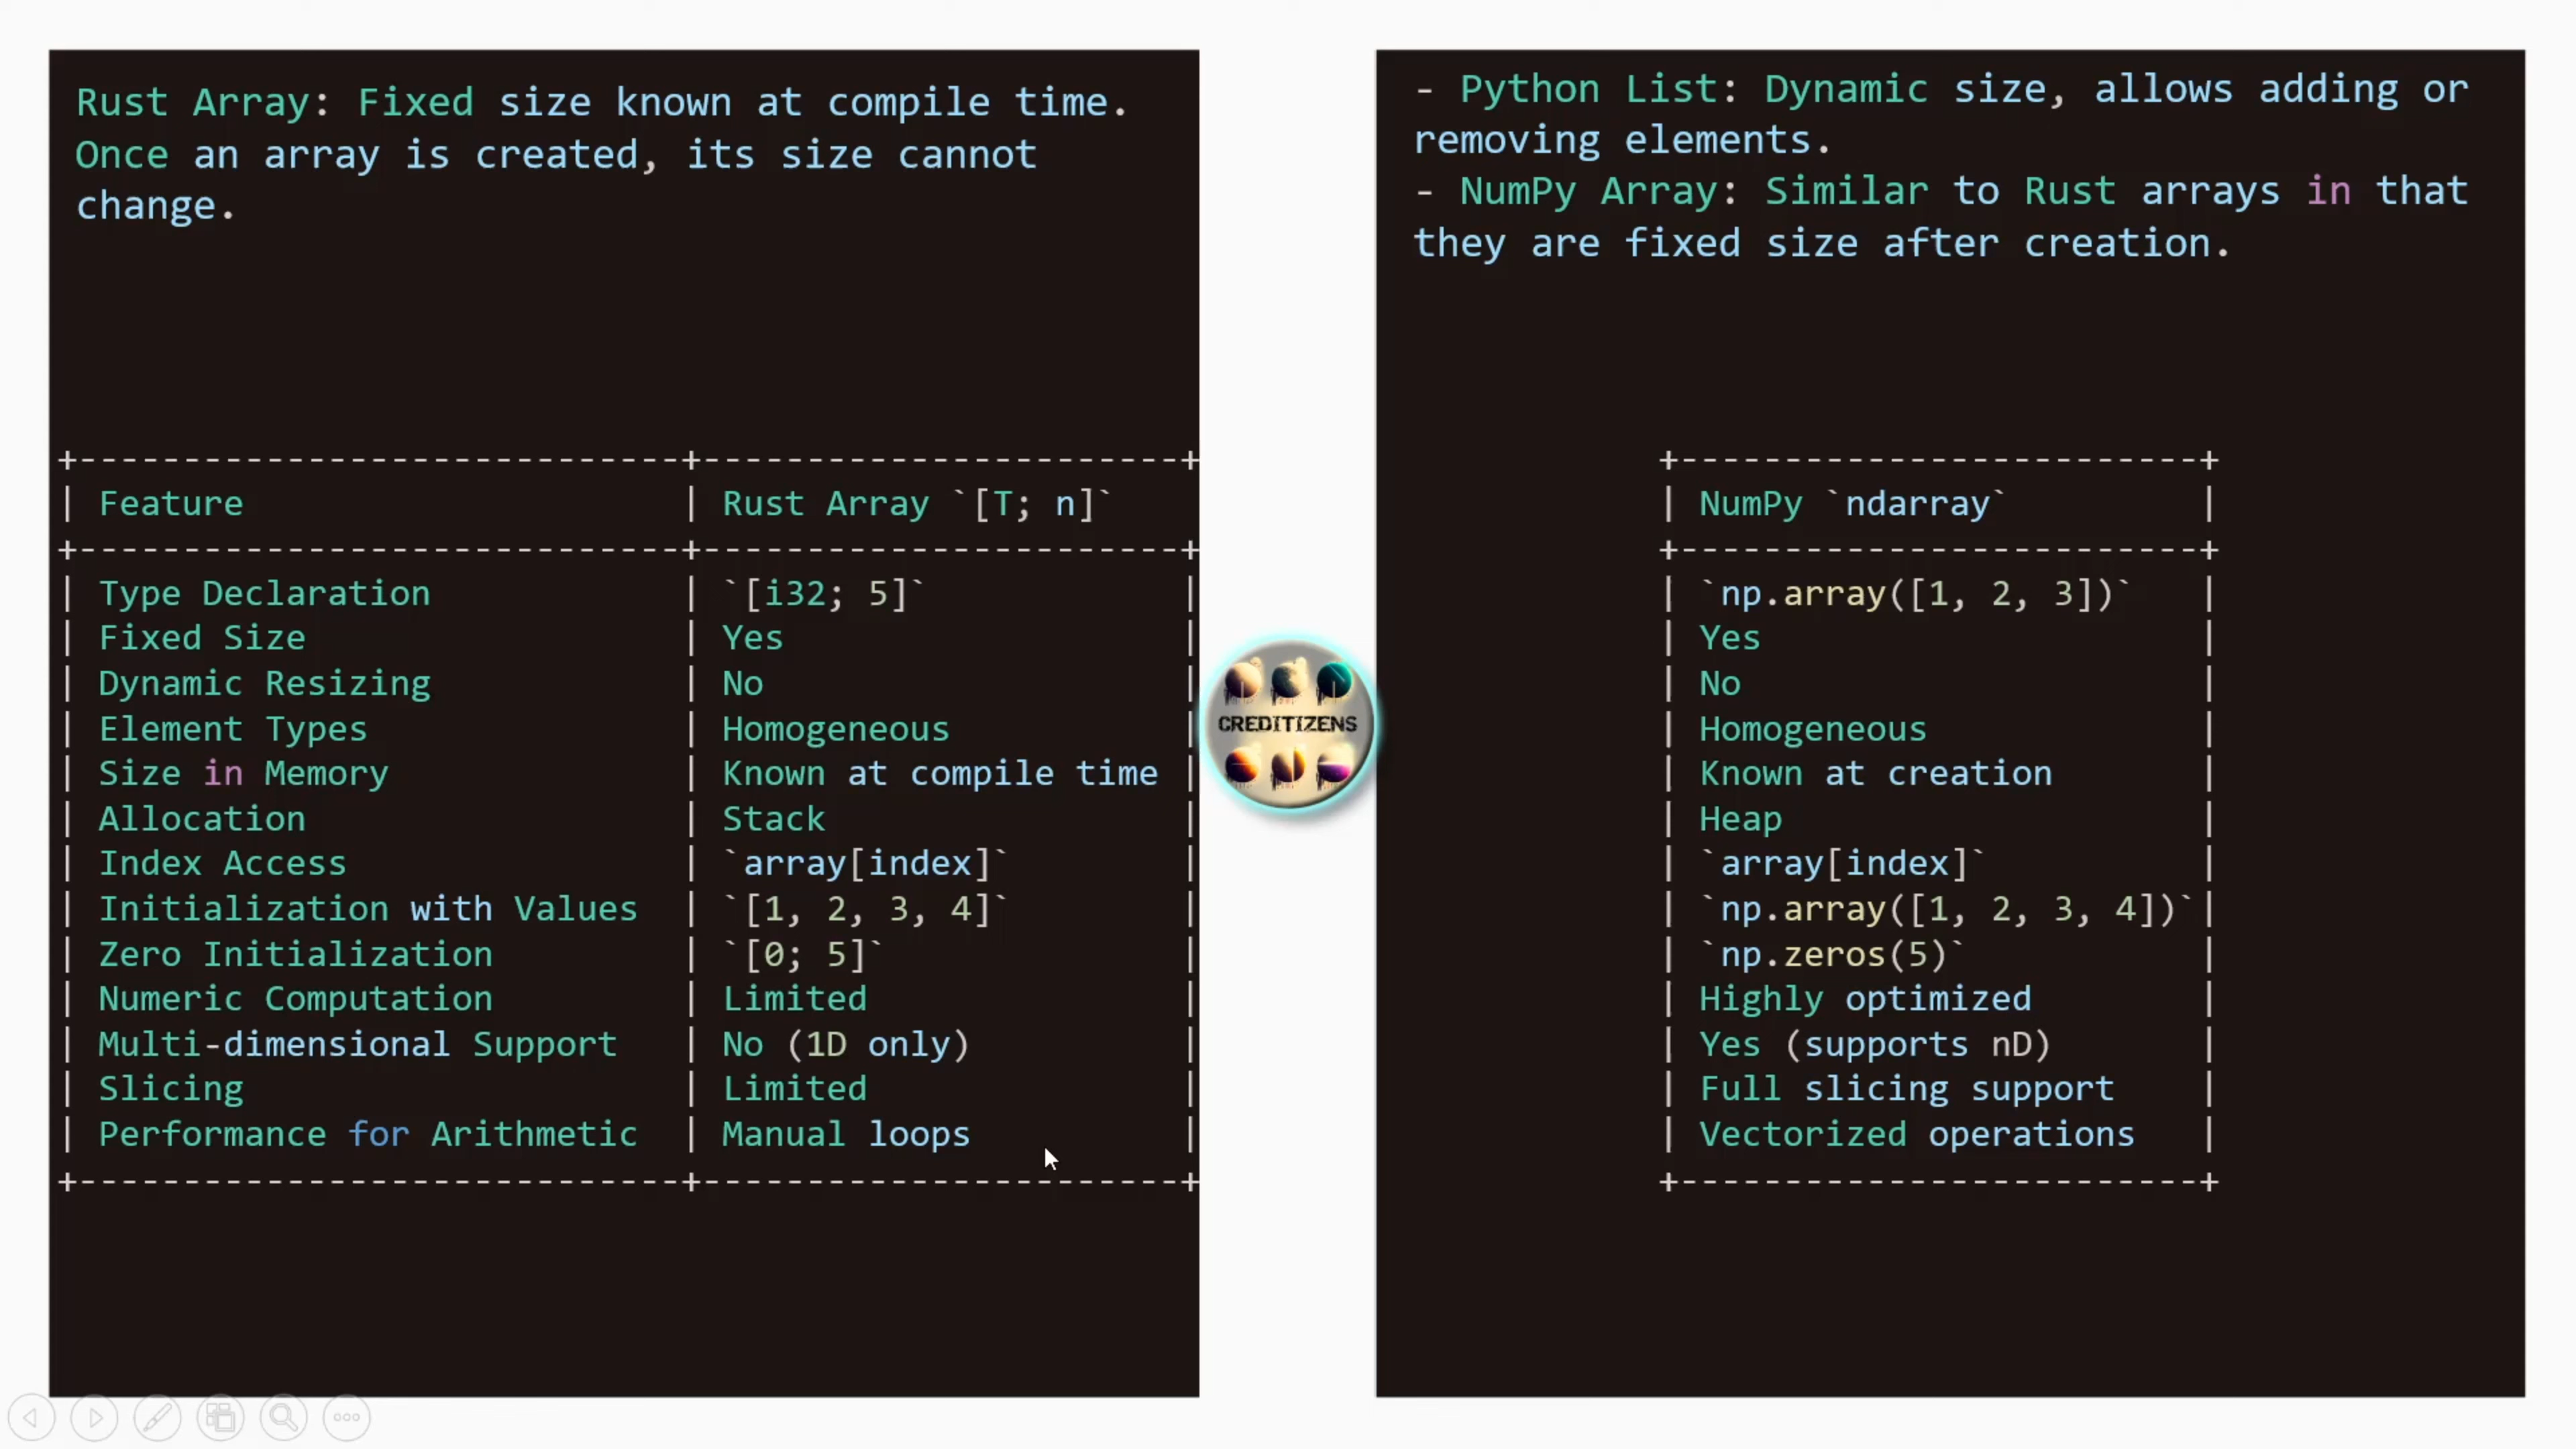 Rust Array: Fixed size known at compile time.
Once an array is created, its size cannot
change.
+-----------------------------+-----------------------+
| Feature | Rust Array `[T; n]`
+-----------------------------+-----------------------+
| Type Declaration | `[i32; 5]` |
| Fixed Size | Yes |
| Dynamic Resizing | No |
| Element Types | Homogeneous |
| Size in Memory | Known at compile time |
| Allocation | Stack |
| Index Access | `array[index]` |
| Initialization with Values | `[1, 2, 3, 4]` |
| Zero Initialization | `[0; 5]` |
| Numeric Computation | Limited |
| Multi-dimensional Support | No (1D only) |
| Slicing | Limited |
| Performance for Arithmetic | Manual loops |
+-----------------------------+-----------------------+
CREDITIZENS
- Python List: Dynamic size, allows adding or
removing elements.
- NumPy Array: Similar to Rust arrays in that
they are fixed size after creation.
+-------------------------+
| NumPy `ndarray` |
+-------------------------+
| `np.array([1, 2, 3])` |
| Yes |
| No |
| Homogeneous |
| Known at creation |
| Heap |
| `array[index]` |
| `np.array([1, 2, 3, 4])`|
| `np.zeros(5)` |
| Highly optimized |
| Yes (supports nD) |
| Full slicing support |
| Vectorized operations |
+-------------------------+